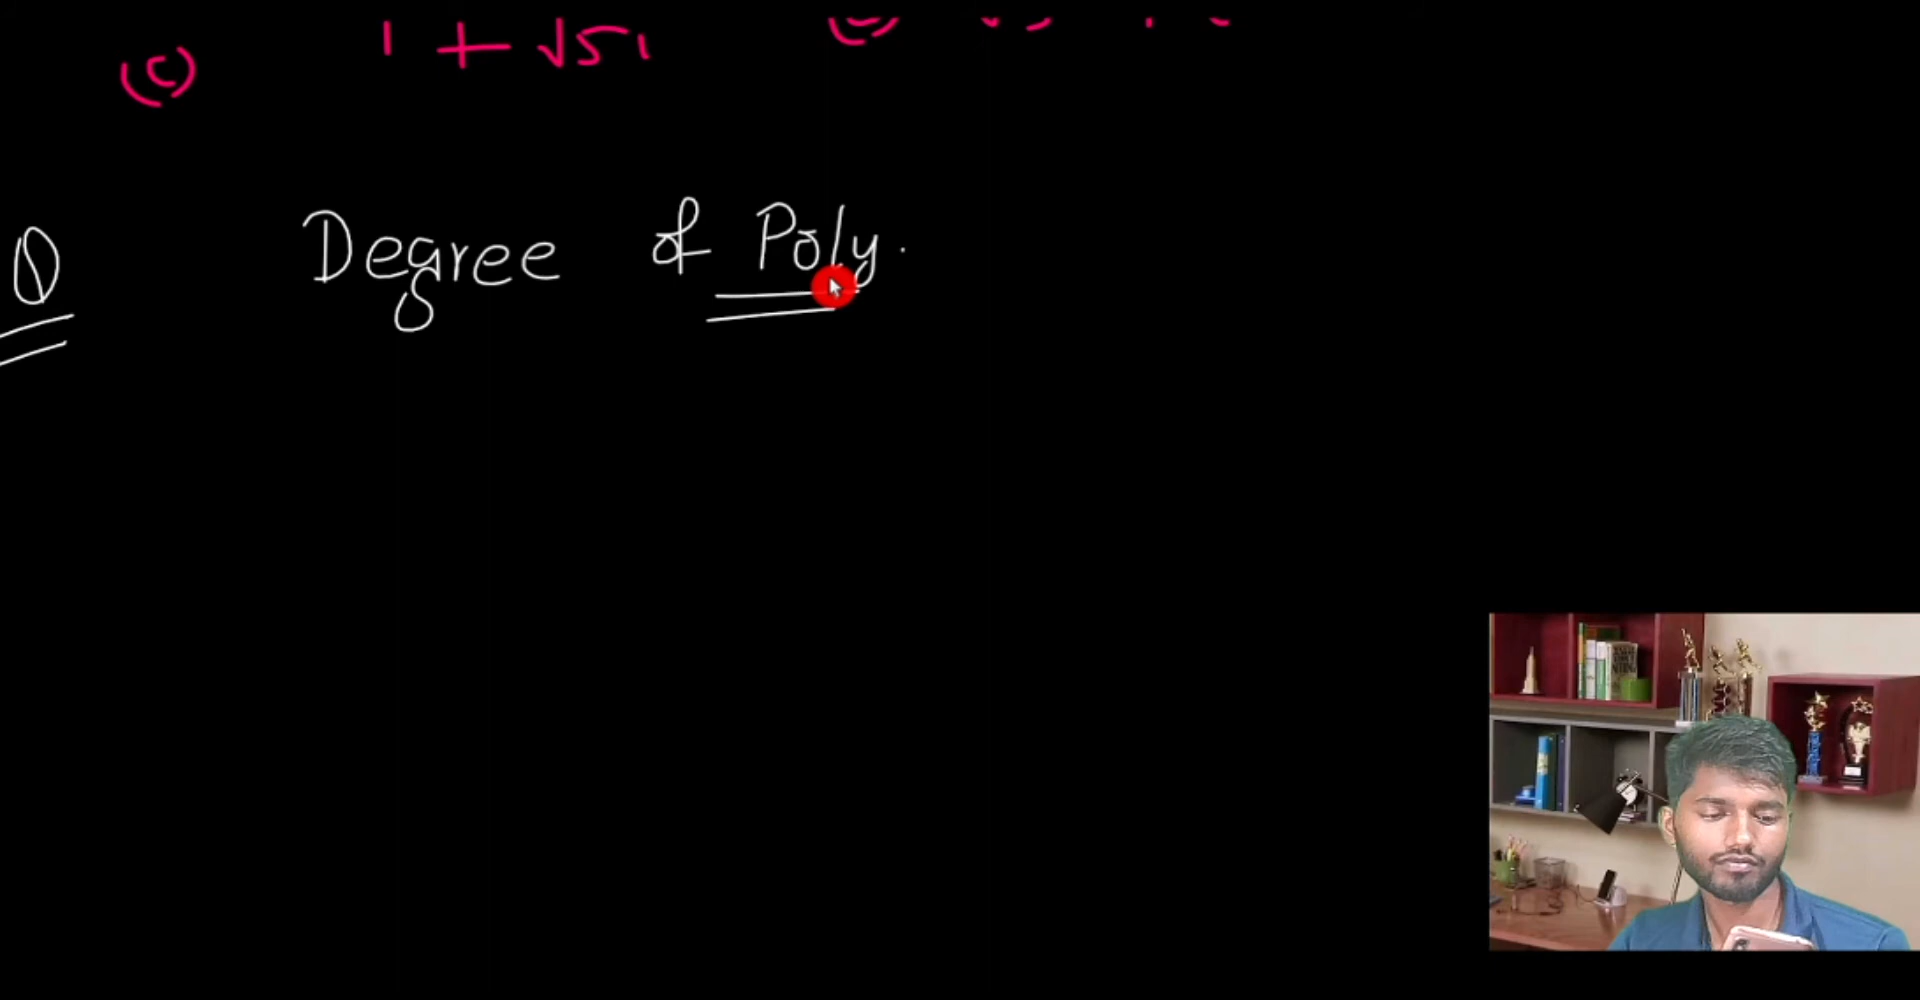 (c) 1 + √51
Q Degree of Poly.